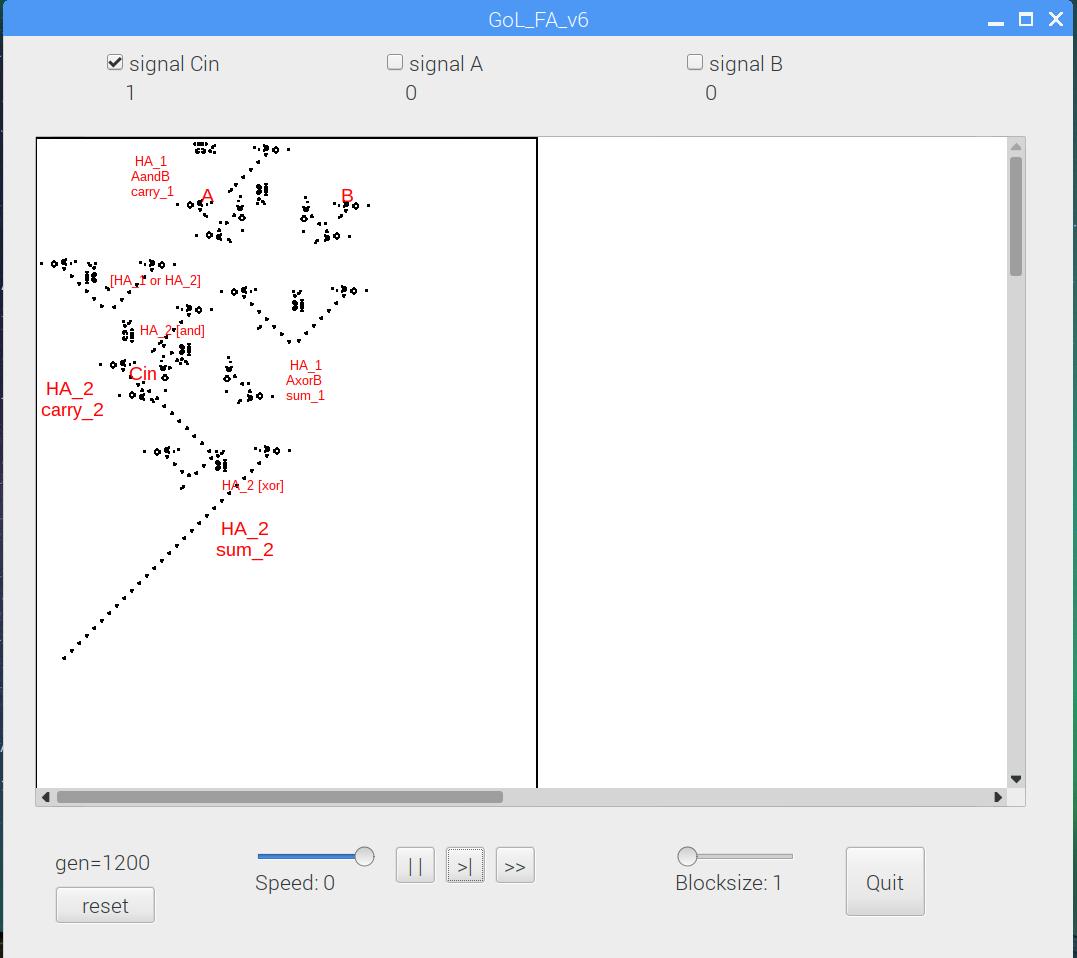 GoL_FA_v6
signal Cin
signal A
signal B
1
0
0
HA_1
AandB
carry_1
A
B
[HA_1 or HA_2]
HA_2 [and]
Cin
HA_2
carry_2
HA_1
AxorB
sum_1
HA_2 [xor]
HA_2
sum_2
gen=1200
reset
Speed: 0
||
>|
>>
Blocksize: 1
Quit